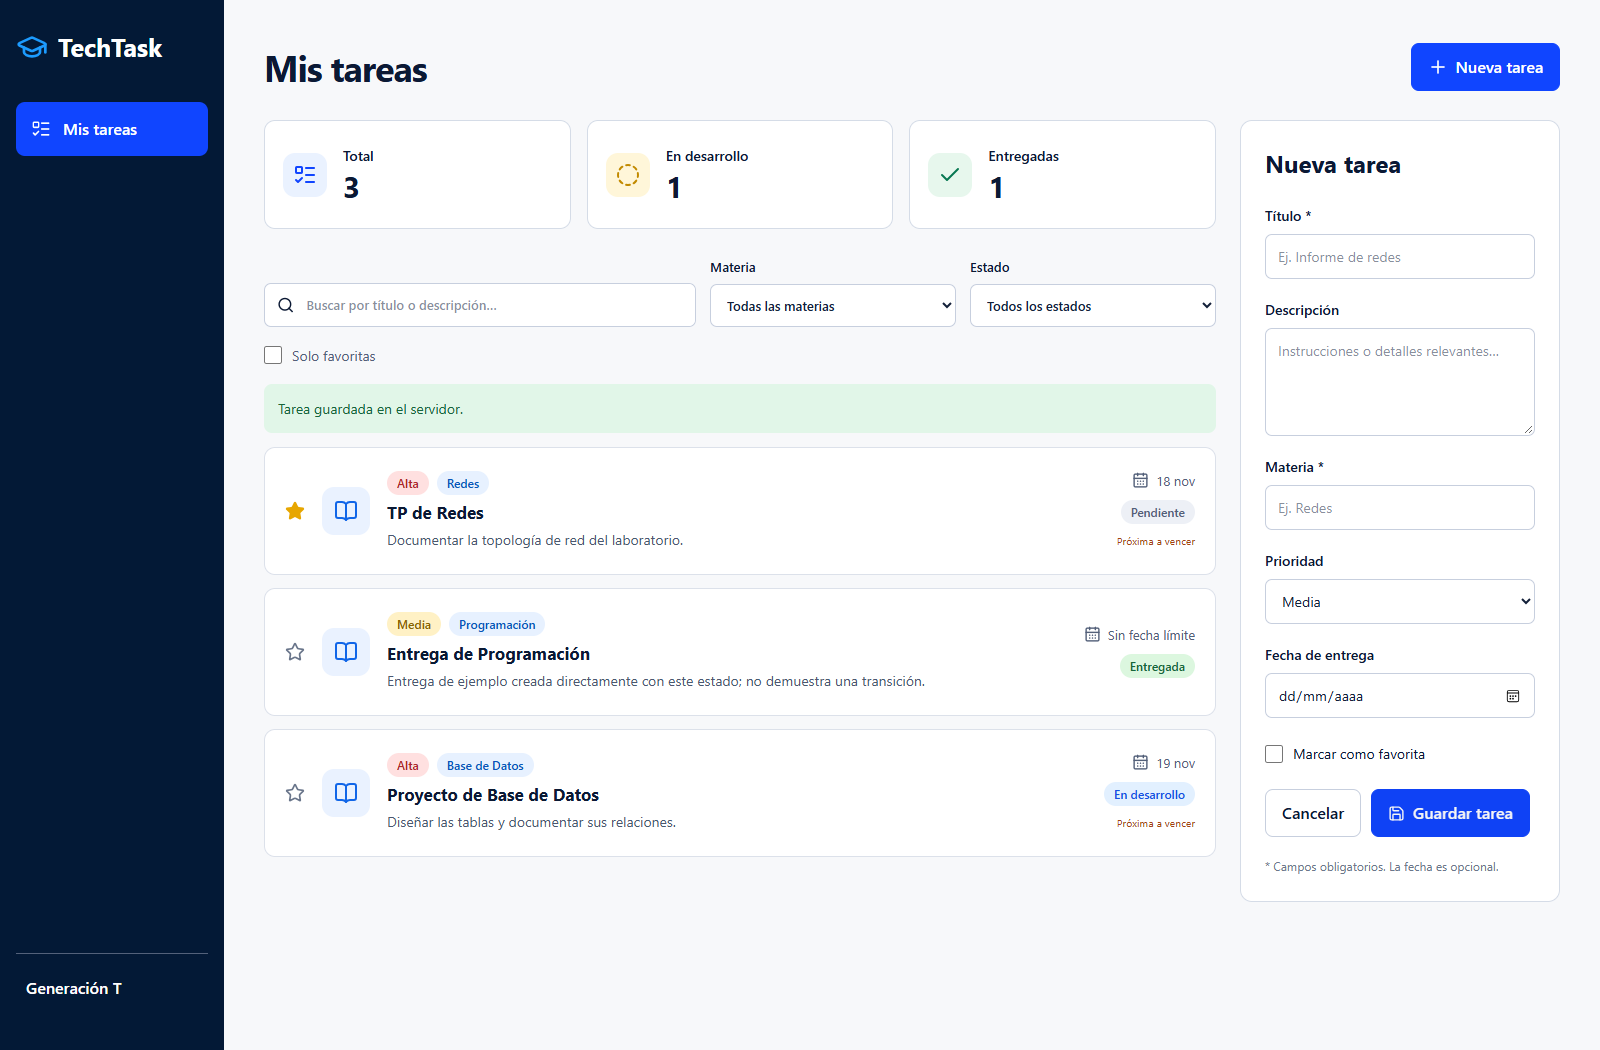 TechTask
Mis tareas
Generación T
Mis tareas
Nueva tarea
Total
3
En desarrollo
1
Entregadas
1
Materia
Estado
Buscar por título o descripción...
Todas las materias
Todos los estados
Solo favoritas
Tarea guardada en el servidor.
Alta
Redes
TP de Redes
Documentar la topología de red del laboratorio.
18 nov
Pendiente
Próxima a vencer
Media
Programación
Entrega de Programación
Entrega de ejemplo creada directamente con este estado; no demuestra una transición.
Sin fecha límite
Entregada
Alta
Base de Datos
Proyecto de Base de Datos
Diseñar las tablas y documentar sus relaciones.
19 nov
En desarrollo
Próxima a vencer
Nueva tarea
Título *
Ej. Informe de redes
Descripción
Instrucciones o detalles relevantes...
Materia *
Ej. Redes
Prioridad
Media
Fecha de entrega
dd/mm/aaaa
Marcar como favorita
Cancelar
Guardar tarea
* Campos obligatorios. La fecha es opcional.